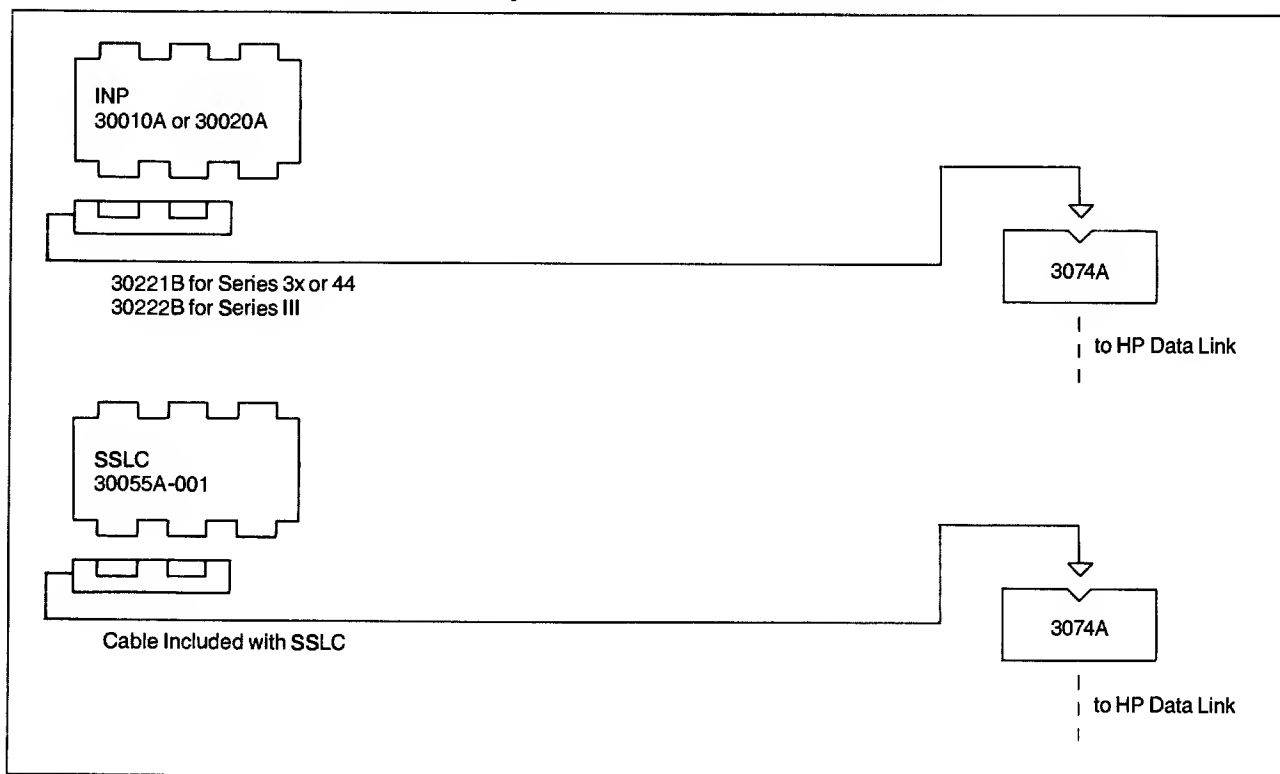 INP
30010A or 30020A
30221B for Series 3x or 44
30222B for Series III
3074A
to HP Data Link
SSLC
30055A-001
Cable Included with SSLC
3074A
to HP Data Link